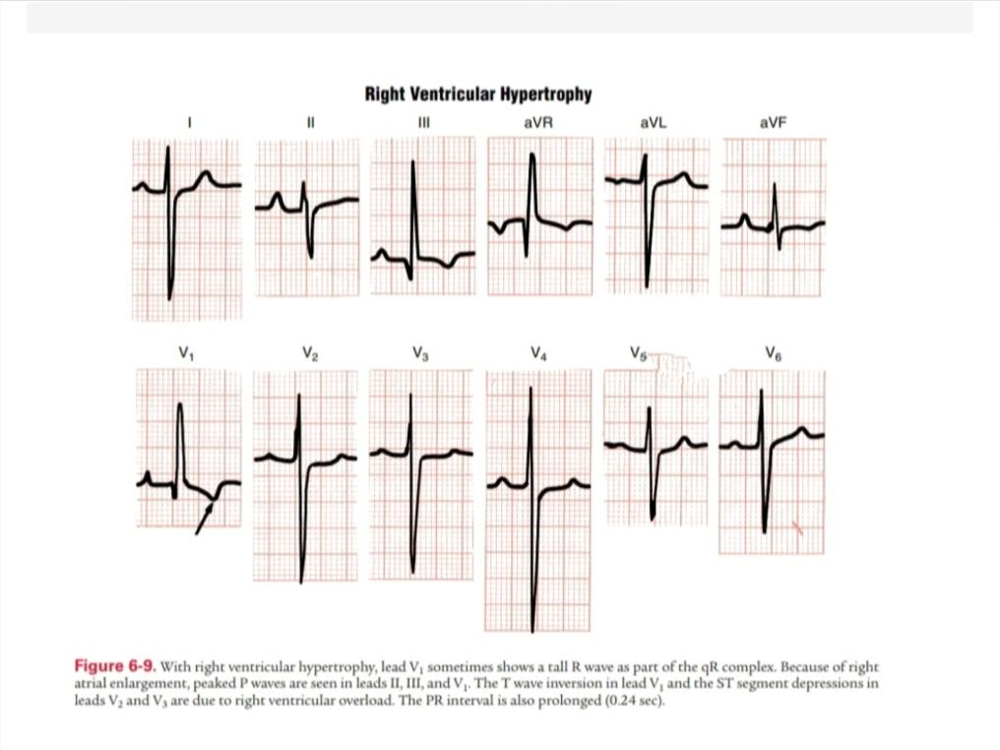 Right Ventricular Hypertrophy
I II III aVR aVL aVF
V₁ V₂ V₃ V₄ V₅ V₆
Figure 6-9. With right ventricular hypertrophy, lead V₁ sometimes shows a tall R wave as part of the qR complex. Because of right
atrial enlargement, peaked P waves are seen in leads II, III, and V₁. The T wave inversion in lead V₁ and the ST segment depressions in
leads V₂ and V₃ are due to right ventricular overload. The PR interval is also prolonged (0.24 sec).